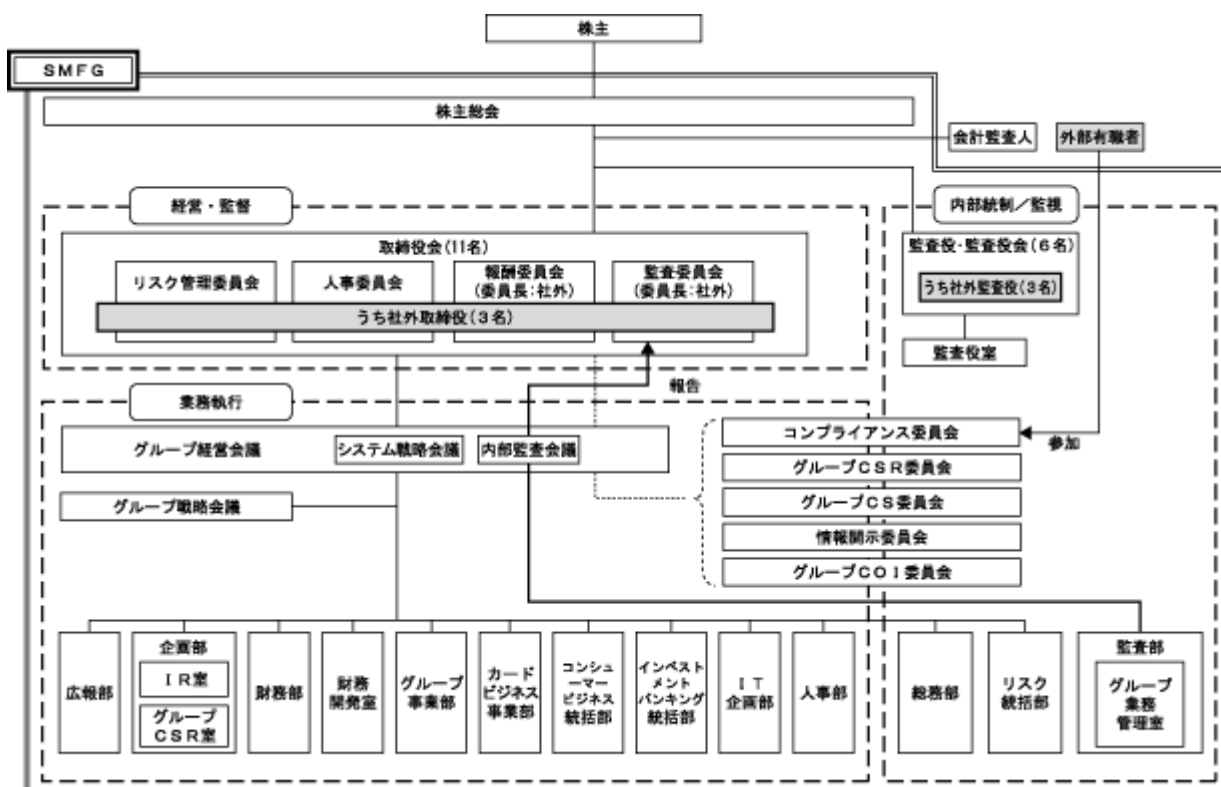 株主
ＳＭＦＧ
株主総会
会計監査人
外部有職者
経営・監督
内部統制／監視
取締役会(11名)
リスク管理委員会
人事委員会
報酬委員会
(委員長:社外)
監査委員会
(委員長:社外)
うち社外取締役(３名)
監査役・監査役会(６名)
うち社外監査役(３名)
監査役室
報告
業務執行
グループ経営会議
システム戦略会議
内部監査会議
グループ戦略会議
コンプライアンス委員会
参加
グループＣＳＲ委員会
グループＣＳ委員会
情報開示委員会
グループＣＯＩ委員会
広報部
企画部
ＩＲ室
グループ
ＣＳＲ室
財務部
財務
開発室
グループ
事業部
カード
ビジネス
事業部
コンシュ
ーマー
ビジネス
統括部
インベスト
メント
バンキング
統括部
ＩＴ
企画部
人事部
総務部
リスク
統括部
監査部
グループ
業務
管理室